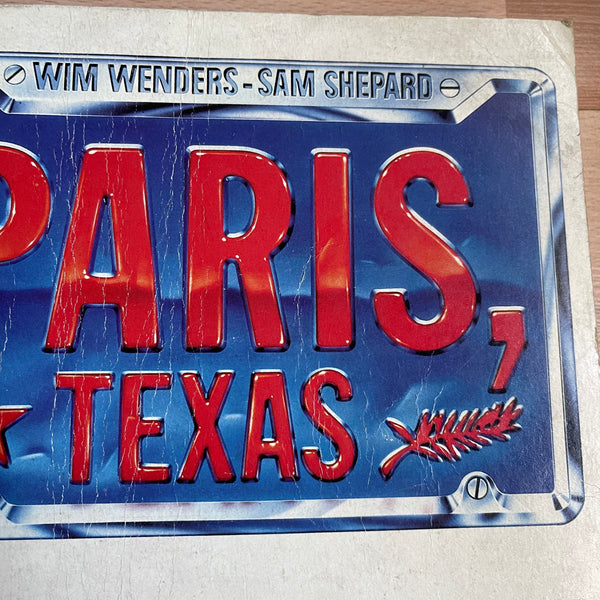 WIM WENDERS - SAM SHEPARD
PARIS,
TEXAS